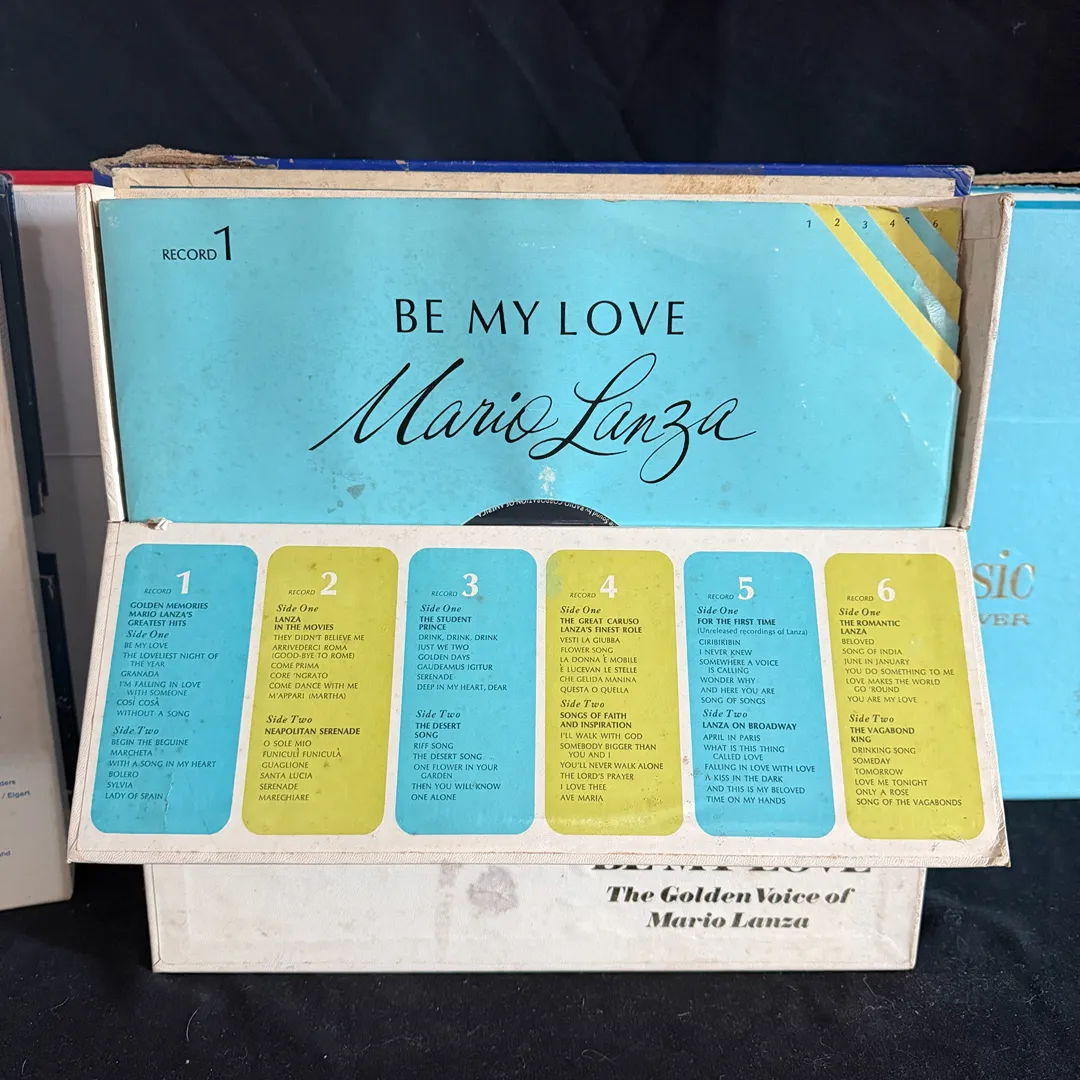 RECORD 1
1 2 3 4 5 6
BE MY LOVE
Mario Lanza
RADIO CORPORATION OF AMERICA
RECORD 1
GOLDEN MEMORIES
MARIO LANZA'S
GREATEST HITS
Side One
BE MY LOVE
THE LOVELIEST NIGHT OF
THE YEAR
GRANADA
I'M FALLING IN LOVE
WITH SOMEONE
COSÌ COSÀ
WITHOUT A SONG
Side Two
BEGIN THE BEGUINE
MARCHETA
WITH A SONG IN MY HEART
BOLERO
SYLVIA
LADY OF SPAIN
RECORD 2
Side One
LANZA
IN THE MOVIES
THEY DIDN'T BELIEVE ME
ARRIVEDERCI ROMA
(GOOD-BYE TO ROME)
COME PRIMA
CORE 'NGRATO
COME DANCE WITH ME
M'APPARI (MARTHA)
Side Two
NEAPOLITAN SERENADE
O SOLE MIO
FUNICULÌ FUNICULÀ
GUAGLIONE
SANTA LUCIA
SERENADE
MARECHIARE
RECORD 3
Side One
THE STUDENT
PRINCE
DRINK, DRINK, DRINK
JUST WE TWO
GOLDEN DAYS
GAUDEAMUS IGITUR
SERENADE
DEEP IN MY HEART, DEAR
Side Two
THE DESERT
SONG
RIFF SONG
THE DESERT SONG
ONE FLOWER IN YOUR
GARDEN
THEN YOU WILL KNOW
ONE ALONE
RECORD 4
Side One
THE GREAT CARUSO
LANZA'S FINEST ROLE
VESTI LA GIUBBA
FLOWER SONG
LA DONNA È MOBILE
E LUCEVAN LE STELLE
CHE GELIDA MANINA
QUESTA O QUELLA
Side Two
SONGS OF FAITH
AND INSPIRATION
I'LL WALK WITH GOD
SOMEBODY BIGGER THAN
YOU AND I
YOU'LL NEVER WALK ALONE
THE LORD'S PRAYER
I LOVE THEE
AVE MARIA
RECORD 5
Side One
FOR THE FIRST TIME
(Unreleased recordings of Lanza)
CIRIBIRIBIN
I NEVER KNEW
SOMEWHERE A VOICE
IS CALLING
WONDER WHY
AND HERE YOU ARE
SONG OF SONGS
Side Two
LANZA ON BROADWAY
APRIL IN PARIS
WHAT IS THIS THING
CALLED LOVE
FALLING IN LOVE WITH LOVE
A KISS IN THE DARK
AND THIS IS MY BELOVED
TIME ON MY HANDS
RECORD 6
Side One
THE ROMANTIC
LANZA
BELOVED
SONG OF INDIA
JUNE IN JANUARY
YOU DO SOMETHING TO ME
LOVE MAKES THE WORLD
GO 'ROUND
YOU ARE MY LOVE
Side Two
THE VAGABOND
KING
DRINKING SONG
SOMEDAY
TOMORROW
LOVE ME TONIGHT
ONLY A ROSE
SONG OF THE VAGABONDS
BE MY LOVE
The Golden Voice of
Mario Lanza
/ Elgart